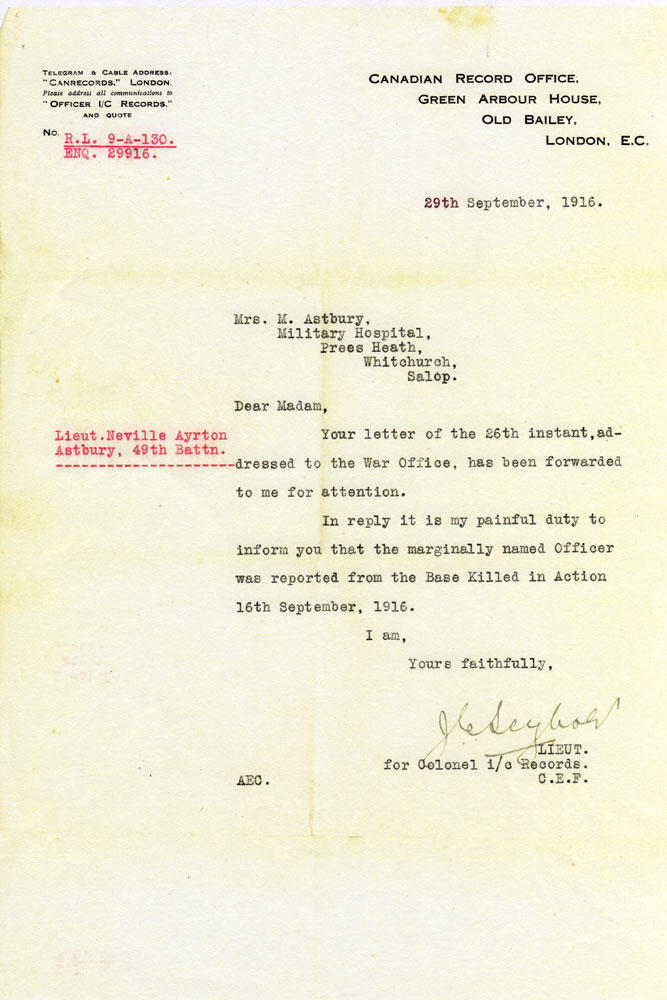 TELEGRAM & CABLE ADDRESS:
"CANRECORDS," LONDON.
Please address all communications to
"OFFICER I/C RECORDS,"
AND QUOTE
No. R.L. 9-A-130.
ENQ. 29916.
CANADIAN RECORD OFFICE,
GREEN ARBOUR HOUSE,
OLD BAILEY,
LONDON, E.C.
29th September, 1916.
Mrs. M. Astbury,
Military Hospital,
Prees Heath,
Whitchurch,
Salop.
Dear Madam,
Lieut.Neville Ayrton
Astbury, 49th Battn.
Your letter of the 26th instant,ad-
dressed to the War Office, has been forwarded
to me for attention.
In reply it is my painful duty to
inform you that the marginally named Officer
was reported from the Base Killed in Action
16th September, 1916.
I am,
Yours faithfully,
LIEUT.
for Colonel i/c Records.
AEC.
C.E.F.